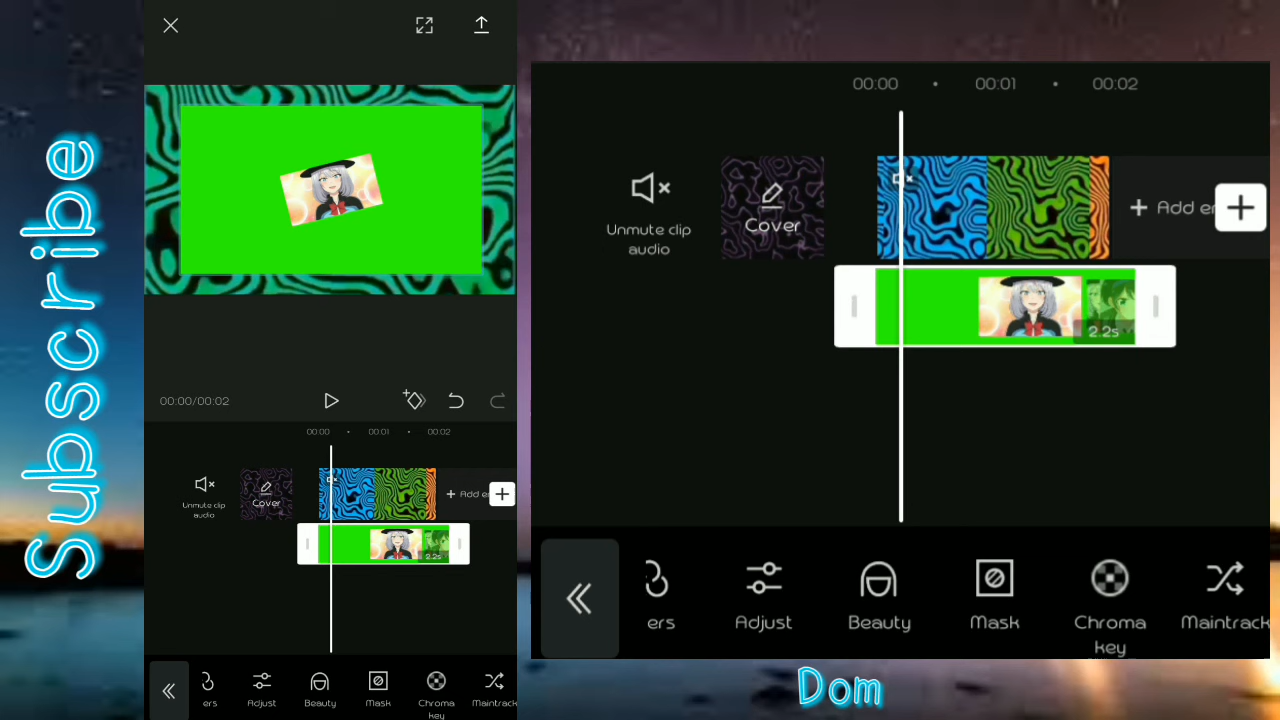 Subscribe
00:00/00:02
00:00
00:01
00:02
Unmute clip
audio
Cover
+ Add e
2.2s
ers
Adjust
Beauty
Mask
Chroma
key
Maintrack
00:00
00:01
00:02
Unmute clip
audio
Cover
+ Add er
2.2s
ers
Adjust
Beauty
Mask
Chroma
key
Maintrack
Dom